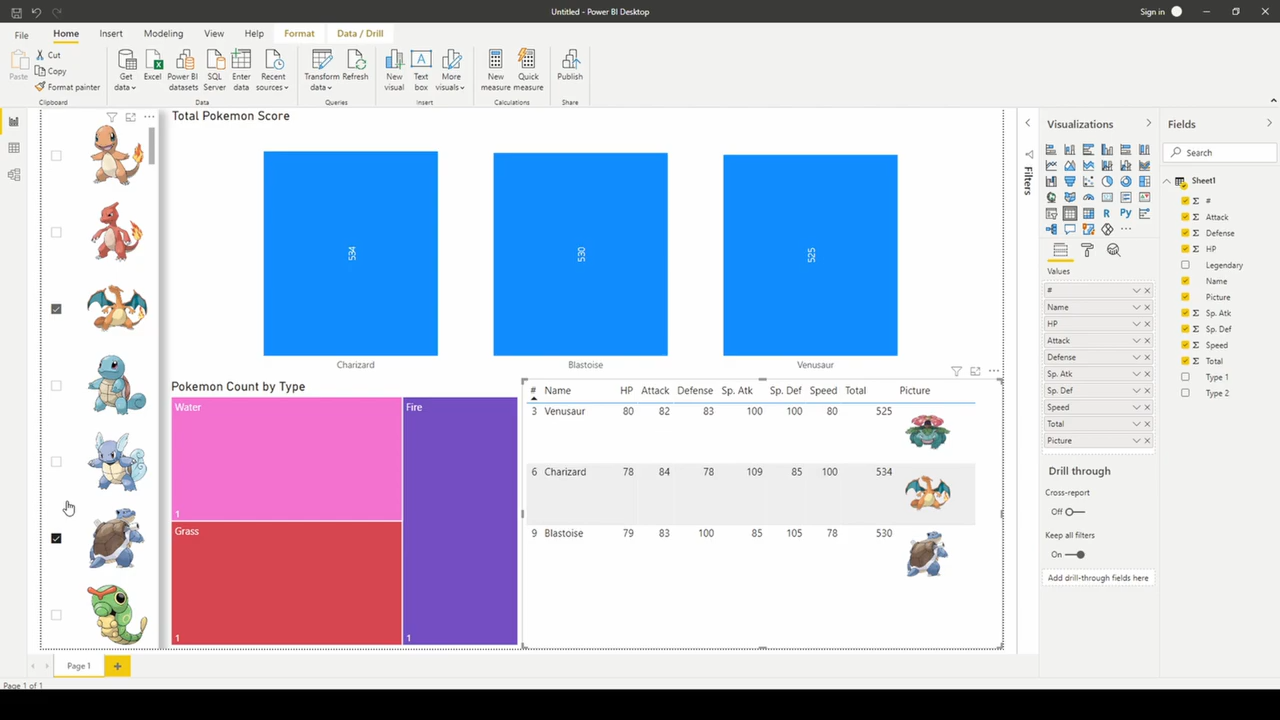 Untitled - Power BI Desktop
Sign in
File
Home
Insert
Modeling
View
Help
Format
Data / Drill
Paste
Cut
Copy
Format painter
Clipboard
Get data
Excel
Power BI datasets
SQL Server
Enter data
Recent sources
Data
Transform data
Refresh
Queries
New visual
Text box
More visuals
Insert
New measure
Quick measure
Calculations
Publish
Share
Total Pokemon Score
534
530
525
Charizard
Blastoise
Venusaur
Pokemon Count by Type
Water
1
Fire
1
Grass
1
# Name HP Attack Defense Sp. Atk Sp. Def Speed Total Picture
3 Venusaur 80 82 83 100 100 80 525
6 Charizard 78 84 78 109 85 100 534
9 Blastoise 79 83 100 85 105 78 530
Filters
Visualizations
R
Py
Values
#
Name
HP
Attack
Defense
Sp. Atk
Sp. Def
Speed
Total
Picture
Drill through
Cross-report
Off
Keep all filters
On
Add drill-through fields here
Fields
Search
Sheet1
Σ #
Σ Attack
Σ Defense
Σ HP
Legendary
Name
Picture
Σ Sp. Atk
Σ Sp. Def
Σ Speed
Σ Total
Type 1
Type 2
Page 1
Page 1 of 1